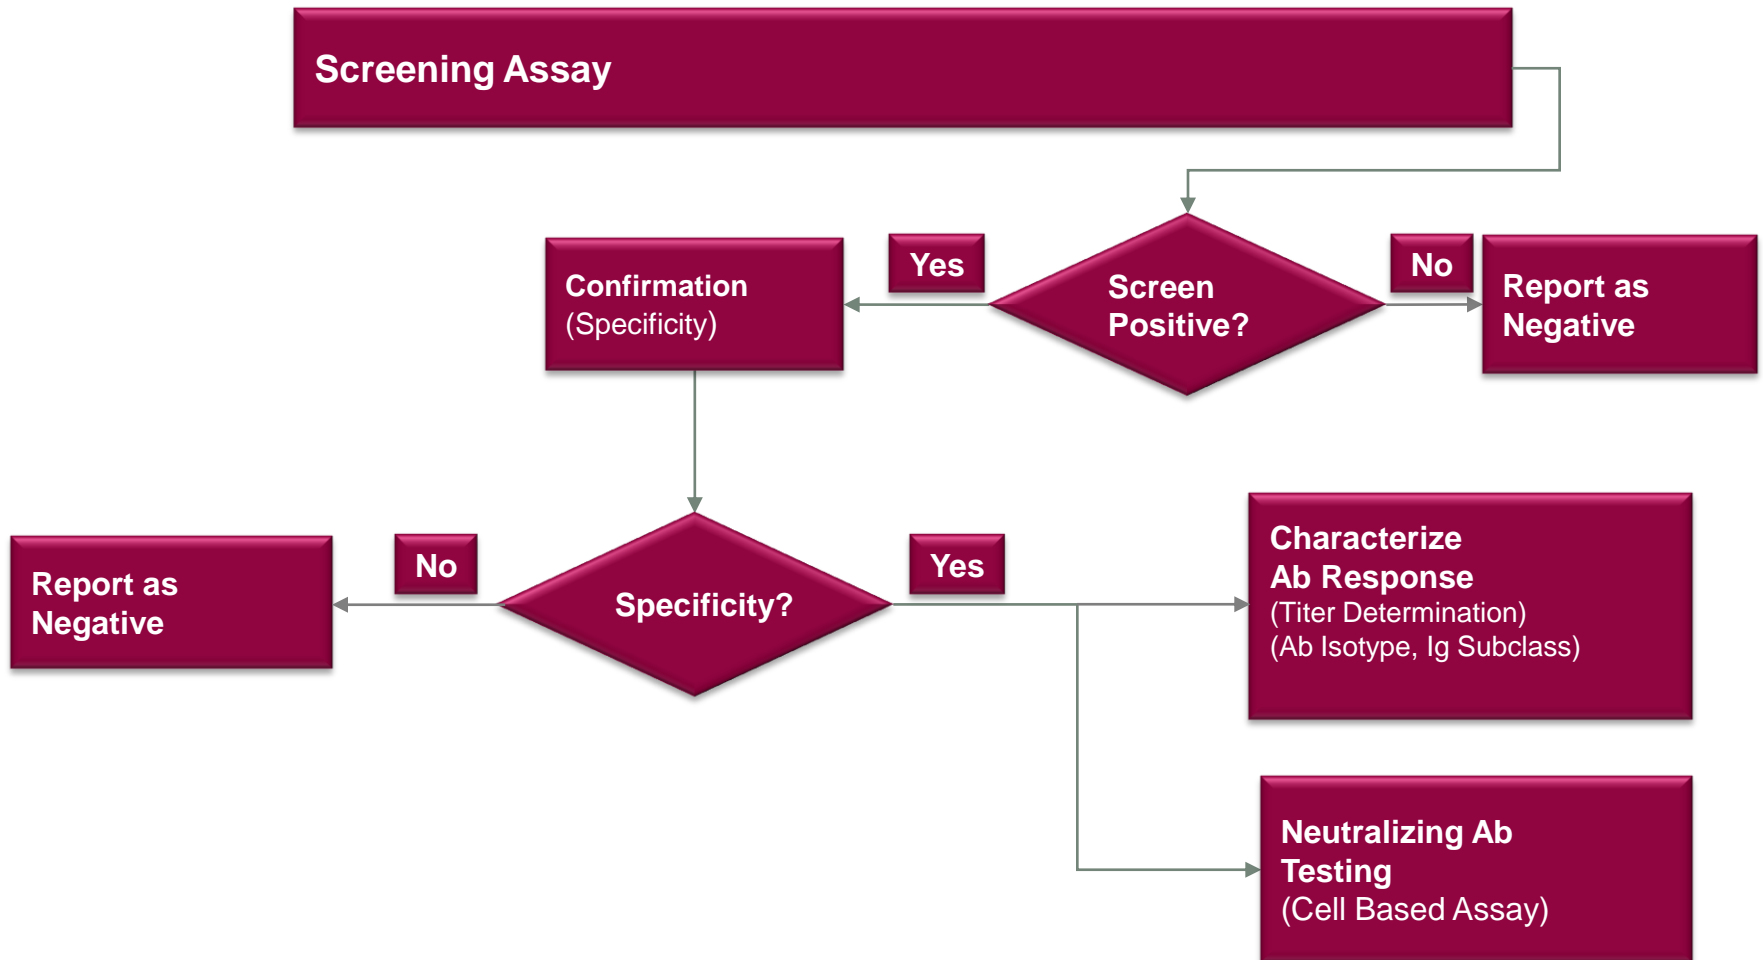 Screening Assay
Yes
No
Confirmation
(Specificity)
Screen
Positive?
Report as
Negative
Report as
Negative
No
Specificity?
Yes
Characterize
Ab Response
(Titer Determination)
(Ab Isotype, Ig Subclass)
Neutralizing Ab
Testing
(Cell Based Assay)